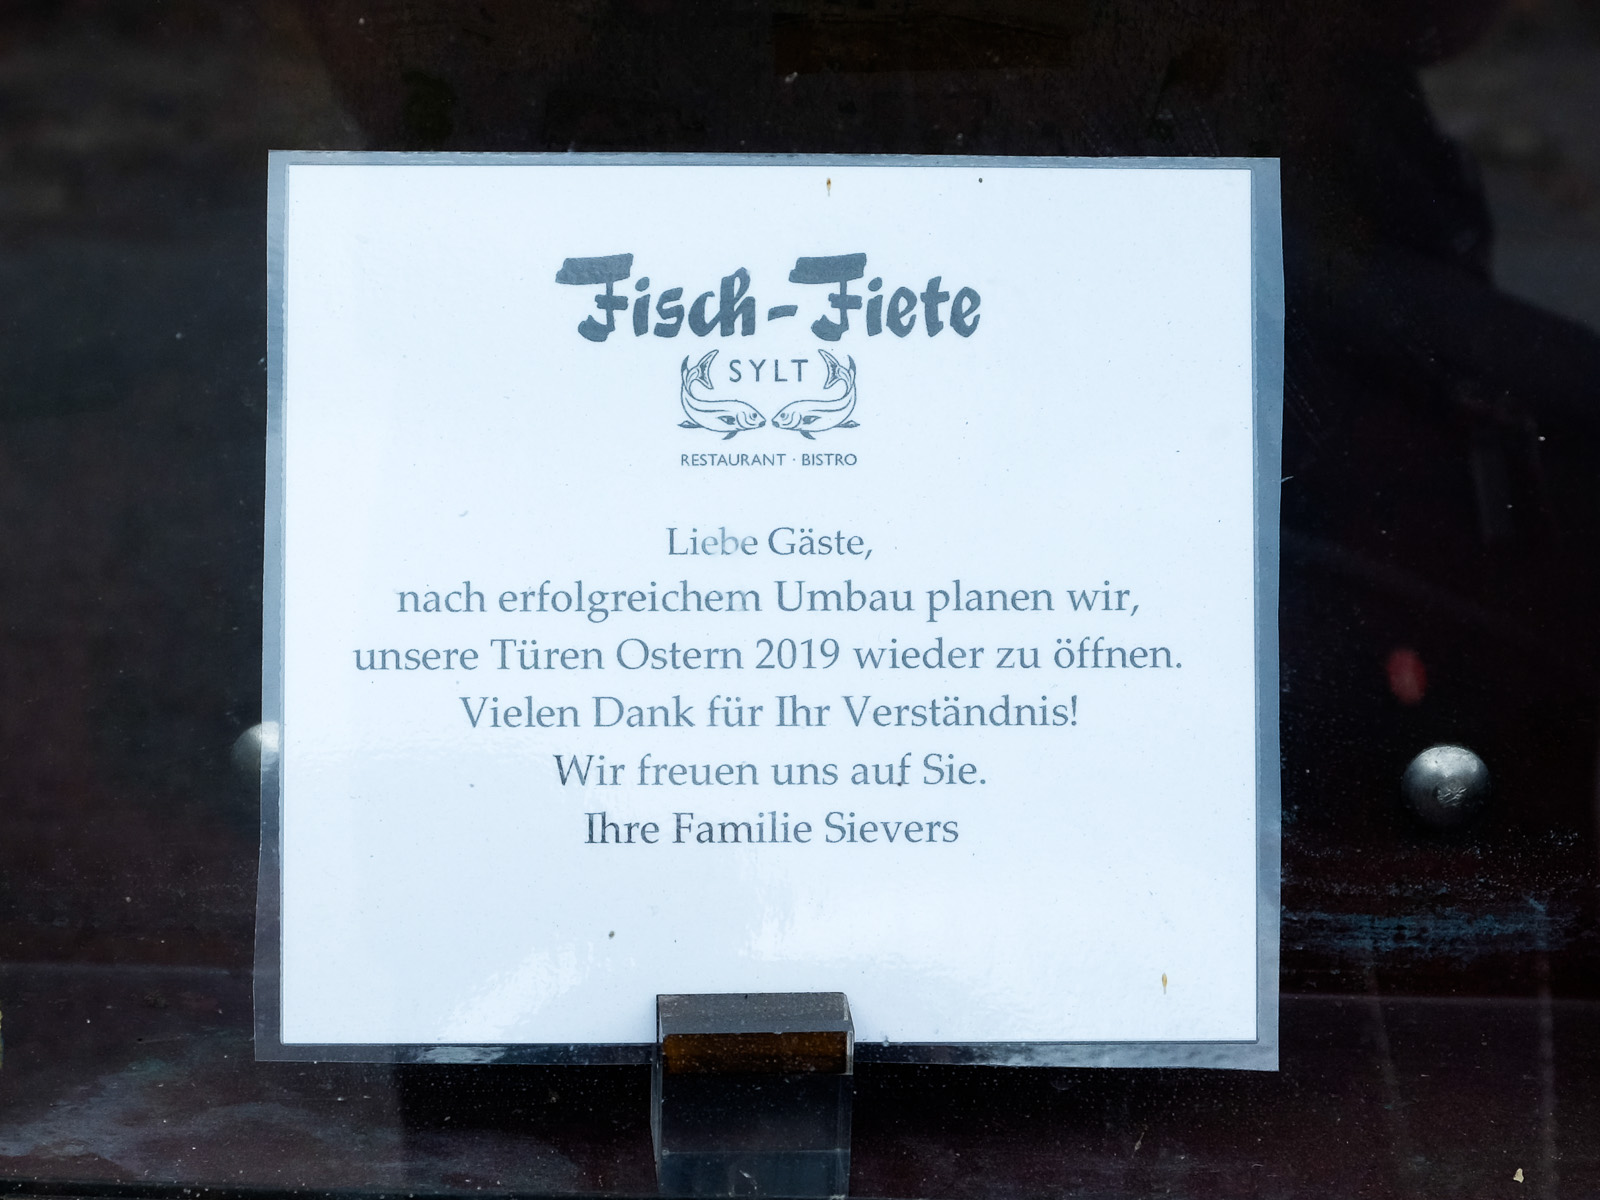 Fisch-Fiete
SYLT
RESTAURANT · BISTRO
Liebe Gäste,
nach erfolgreichem Umbau planen wir,
unsere Türen Ostern 2019 wieder zu öffnen.
Vielen Dank für Ihr Verständnis!
Wir freuen uns auf Sie.
Ihre Familie Sievers